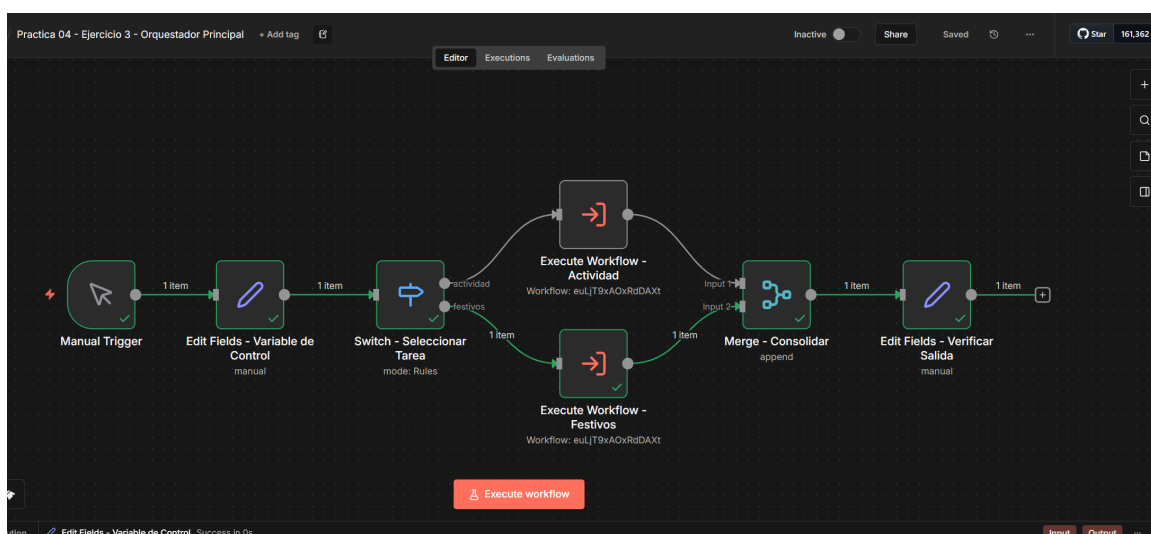 Practica 04 - Ejercicio 3 - Orquestador Principal + Add tag
Inactive Share Saved ... Star 161,362
Editor Executions Evaluations
Execute Workflow -
Actividad
Workflow: euLjT9xAOxRdDAXt
1 item
1 item
actividad
festivos
1 item
1 item
Input 1
Input 2
1 item
1 item
Manual Trigger
Edit Fields - Variable de
Control
manual
Switch - Seleccionar
Tarea
mode: Rules
Merge - Consolidar
append
Edit Fields - Verificar
Salida
manual
Execute Workflow -
Festivos
Workflow: euLjT9xAOxRdDAXt
Execute workflow
Edit Fields - Variable de Control Success in 0s
Input Output ...